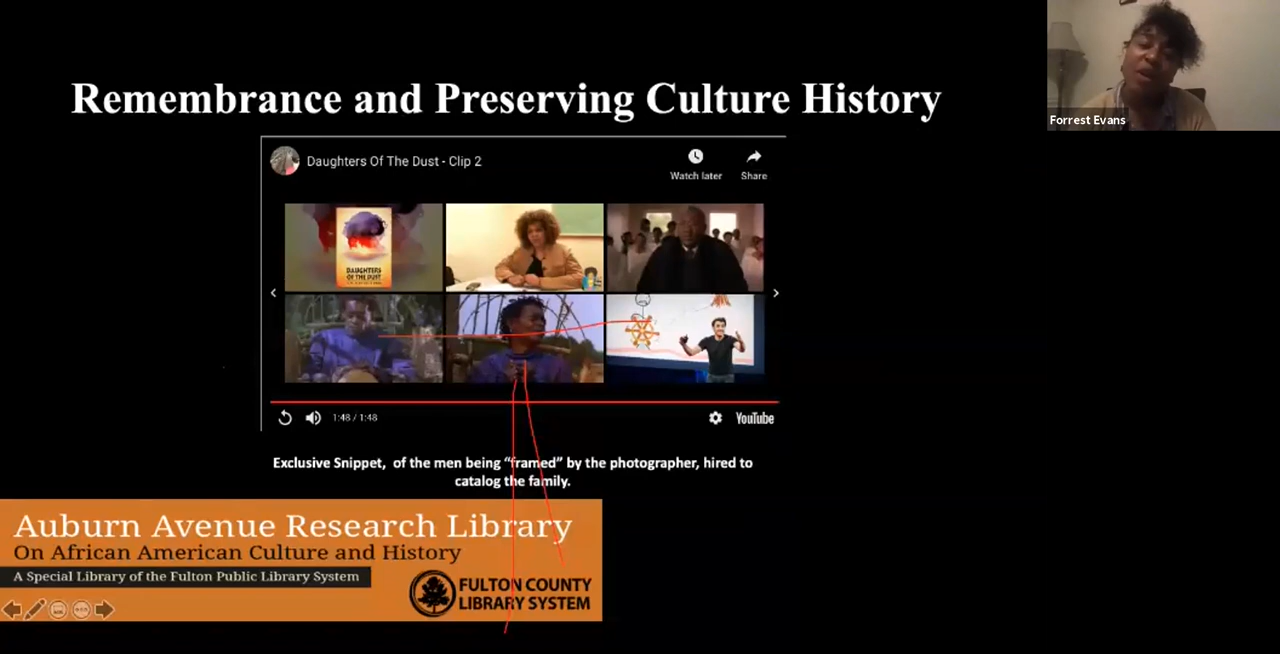 Remembrance and Preserving Culture History
Forrest Evans
Daughters Of The Dust - Clip 2
Watch later
Share
DAUGHTERS
OF THE DUST
1:48 / 1:48
YouTube
Exclusive Snippet, of the men being “framed” by the photographer, hired to
catalog the family.
Auburn Avenue Research Library
On African American Culture and History
A Special Library of the Fulton Public Library System
FULTON COUNTY
LIBRARY SYSTEM